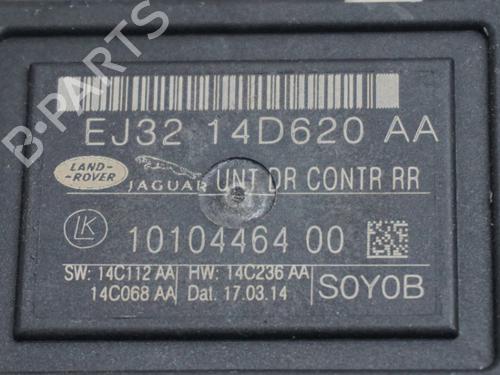 B-PARTS
EJ32 14D620 AA
LAND-
ROVER
JAGUAR
UNT DR CONTR RR
LK
10104464 00
SW: 14C112 AA HW: 14C236 AA
14C068 AA Dat. 17.03.14
SOYOB